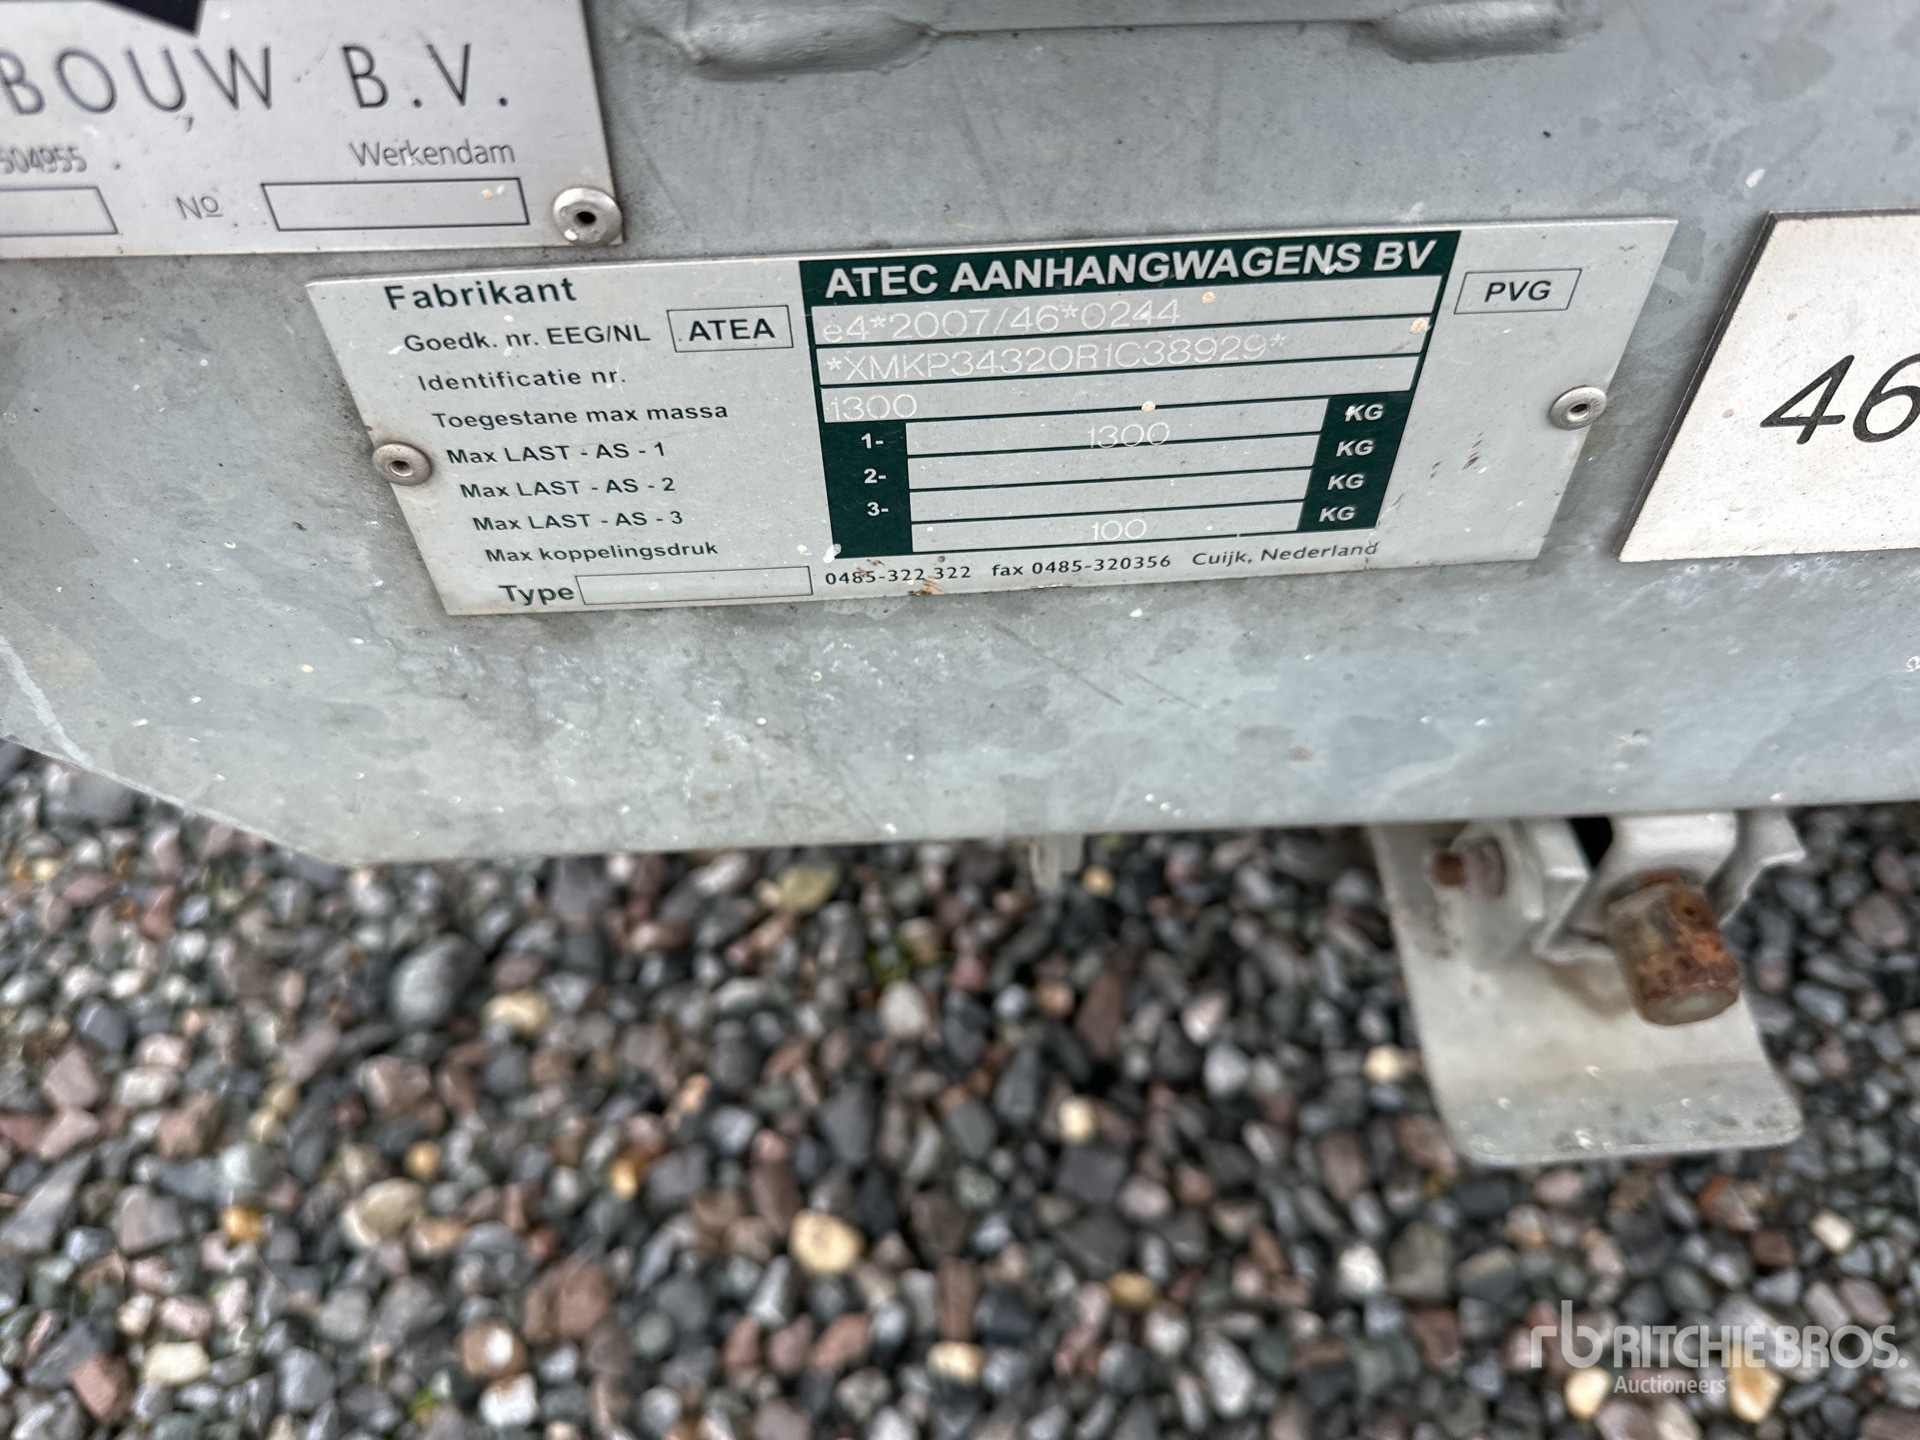 BOUW B.V.
504955 Werkendam
Nº
Fabrikant ATEC AANHANGWAGENS BV
Goedk. nr. EEG/NL ATEA e4*2007/46*0244 PVG
Identificatie nr. *XMKP34320R1C38929*
Toegestane max massa 1300 KG
Max LAST - AS - 1 1- 1300 KG
Max LAST - AS - 2 2- KG
Max LAST - AS - 3 3- KG
Max koppelingsdruk 100
Type 0485-322 322 fax 0485-320356 Cuijk, Nederland
46
rb RITCHIE BROS.
Auctioneers